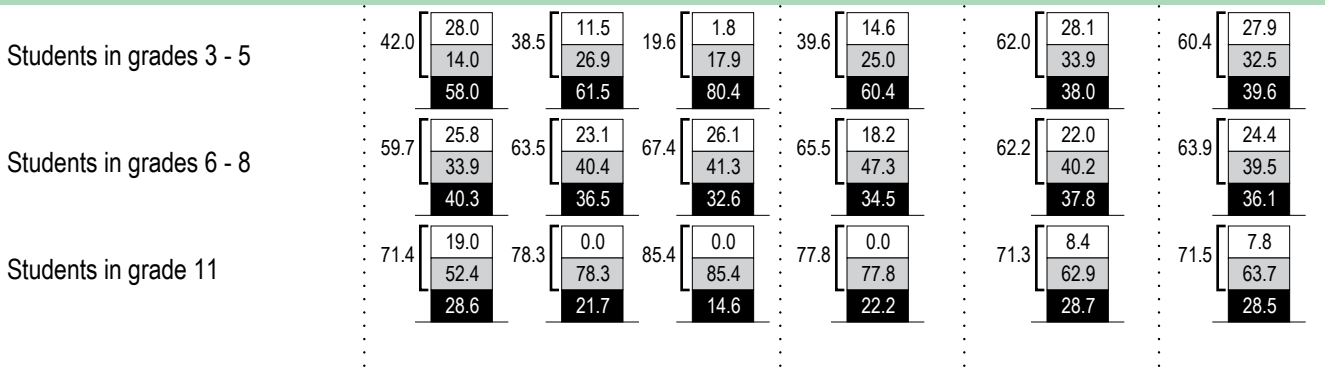 28.0 11.5 1.8 14.6 28.1 27.9
Students in grades 3 - 5 42.0 14.0 38.5 26.9 19.6 17.9 39.6 25.0 62.0 33.9 60.4 32.5
58.0 61.5 80.4 60.4 38.0 39.6
25.8 23.1 26.1 18.2 22.0 24.4
Students in grades 6 - 8 59.7 33.9 63.5 40.4 67.4 41.3 65.5 47.3 62.2 40.2 63.9 39.5
40.3 36.5 32.6 34.5 37.8 36.1
19.0 0.0 0.0 0.0 8.4 7.8
Students in grade 11 71.4 52.4 78.3 78.3 85.4 85.4 77.8 77.8 71.3 62.9 71.5 63.7
28.6 21.7 14.6 22.2 28.7 28.5